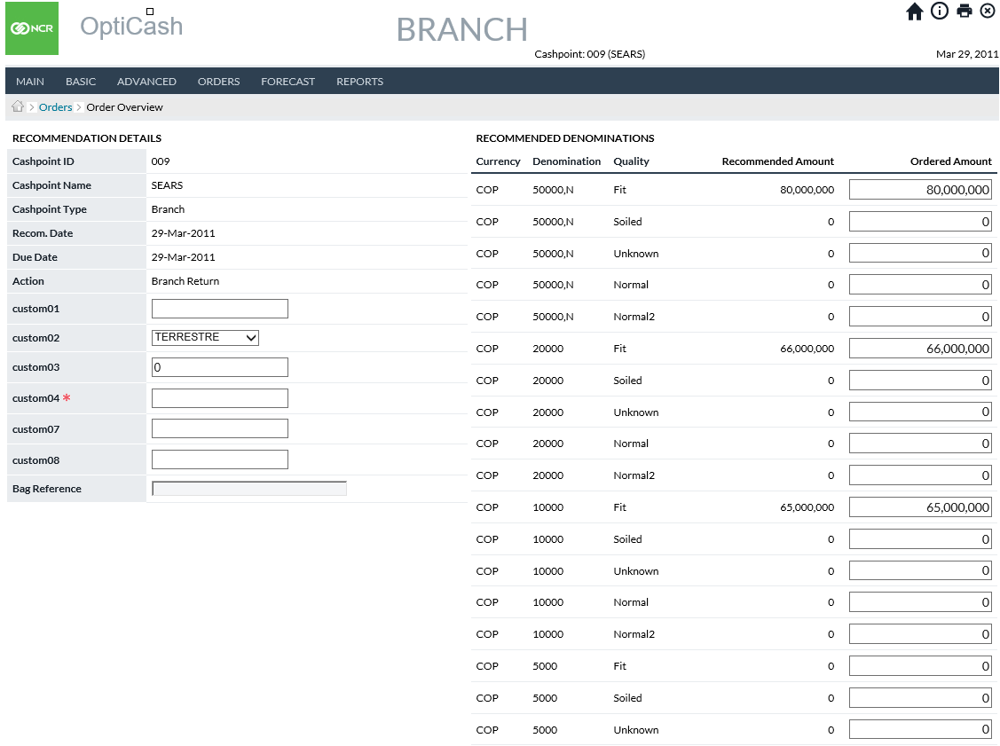 NCR
OptiCash
BRANCH
Cashpoint: 009 (SEARS)
Mar 29, 2011
MAIN BASIC ADVANCED ORDERS FORECAST REPORTS
> Orders > Order Overview
RECOMMENDATION DETAILS
Cashpoint ID 009
Cashpoint Name SEARS
Cashpoint Type Branch
Recom. Date 29-Mar-2011
Due Date 29-Mar-2011
Action Branch Return
custom01
custom02 TERRESTRE
custom03 0
custom04 *
custom07
custom08
Bag Reference
RECOMMENDED DENOMINATIONS
Currency Denomination Quality Recommended Amount Ordered Amount
COP 50000,N Fit 80,000,000 80,000,000
COP 50000,N Soiled 0 0
COP 50000,N Unknown 0 0
COP 50000,N Normal 0 0
COP 50000,N Normal2 0 0
COP 20000 Fit 66,000,000 66,000,000
COP 20000 Soiled 0 0
COP 20000 Unknown 0 0
COP 20000 Normal 0 0
COP 20000 Normal2 0 0
COP 10000 Fit 65,000,000 65,000,000
COP 10000 Soiled 0 0
COP 10000 Unknown 0 0
COP 10000 Normal 0 0
COP 10000 Normal2 0 0
COP 5000 Fit 0 0
COP 5000 Soiled 0 0
COP 5000 Unknown 0 0